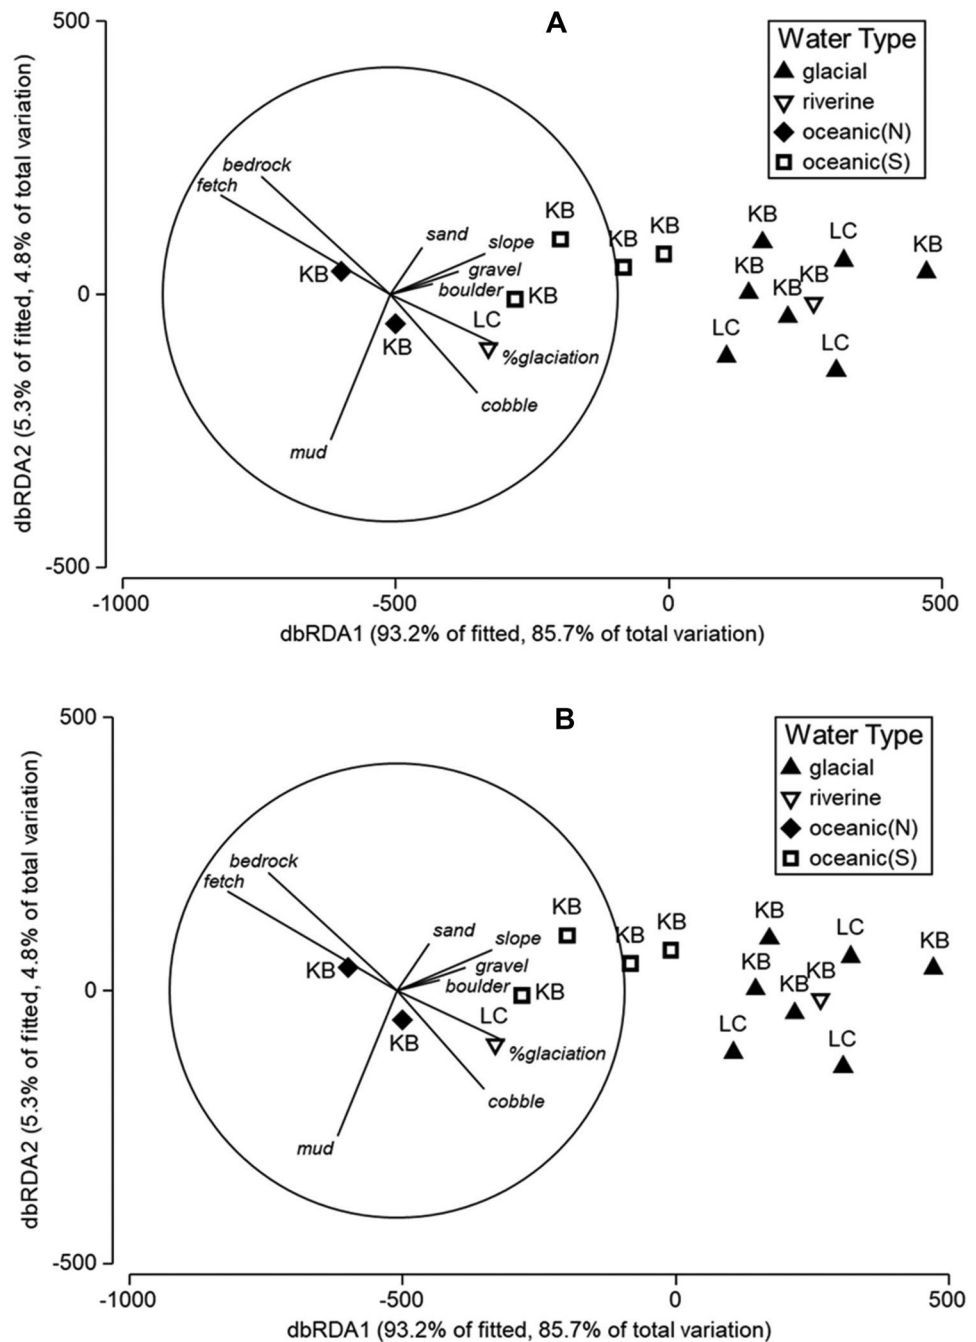 A
500
0
-500
dbRDA2 (5.3% of fitted, 4.8% of total variation)
Water Type
glacial
riverine
oceanic(N)
oceanic(S)
bedrock
fetch
sand
slope
gravel
boulder
%glaciation
cobble
mud
KB
KB
KB
KB
KB
KB
LC
KB
KB
KB
KB
LC
KB
LC
LC
-1000
-500
0
500
dbRDA1 (93.2% of fitted, 85.7% of total variation)
B
500
0
-500
dbRDA2 (5.3% of fitted, 4.8% of total variation)
Water Type
glacial
riverine
oceanic(N)
oceanic(S)
bedrock
fetch
sand
slope
gravel
boulder
%glaciation
cobble
mud
KB
KB
KB
KB
KB
KB
LC
KB
KB
KB
KB
LC
KB
LC
LC
-1000
-500
0
500
dbRDA1 (93.2% of fitted, 85.7% of total variation)